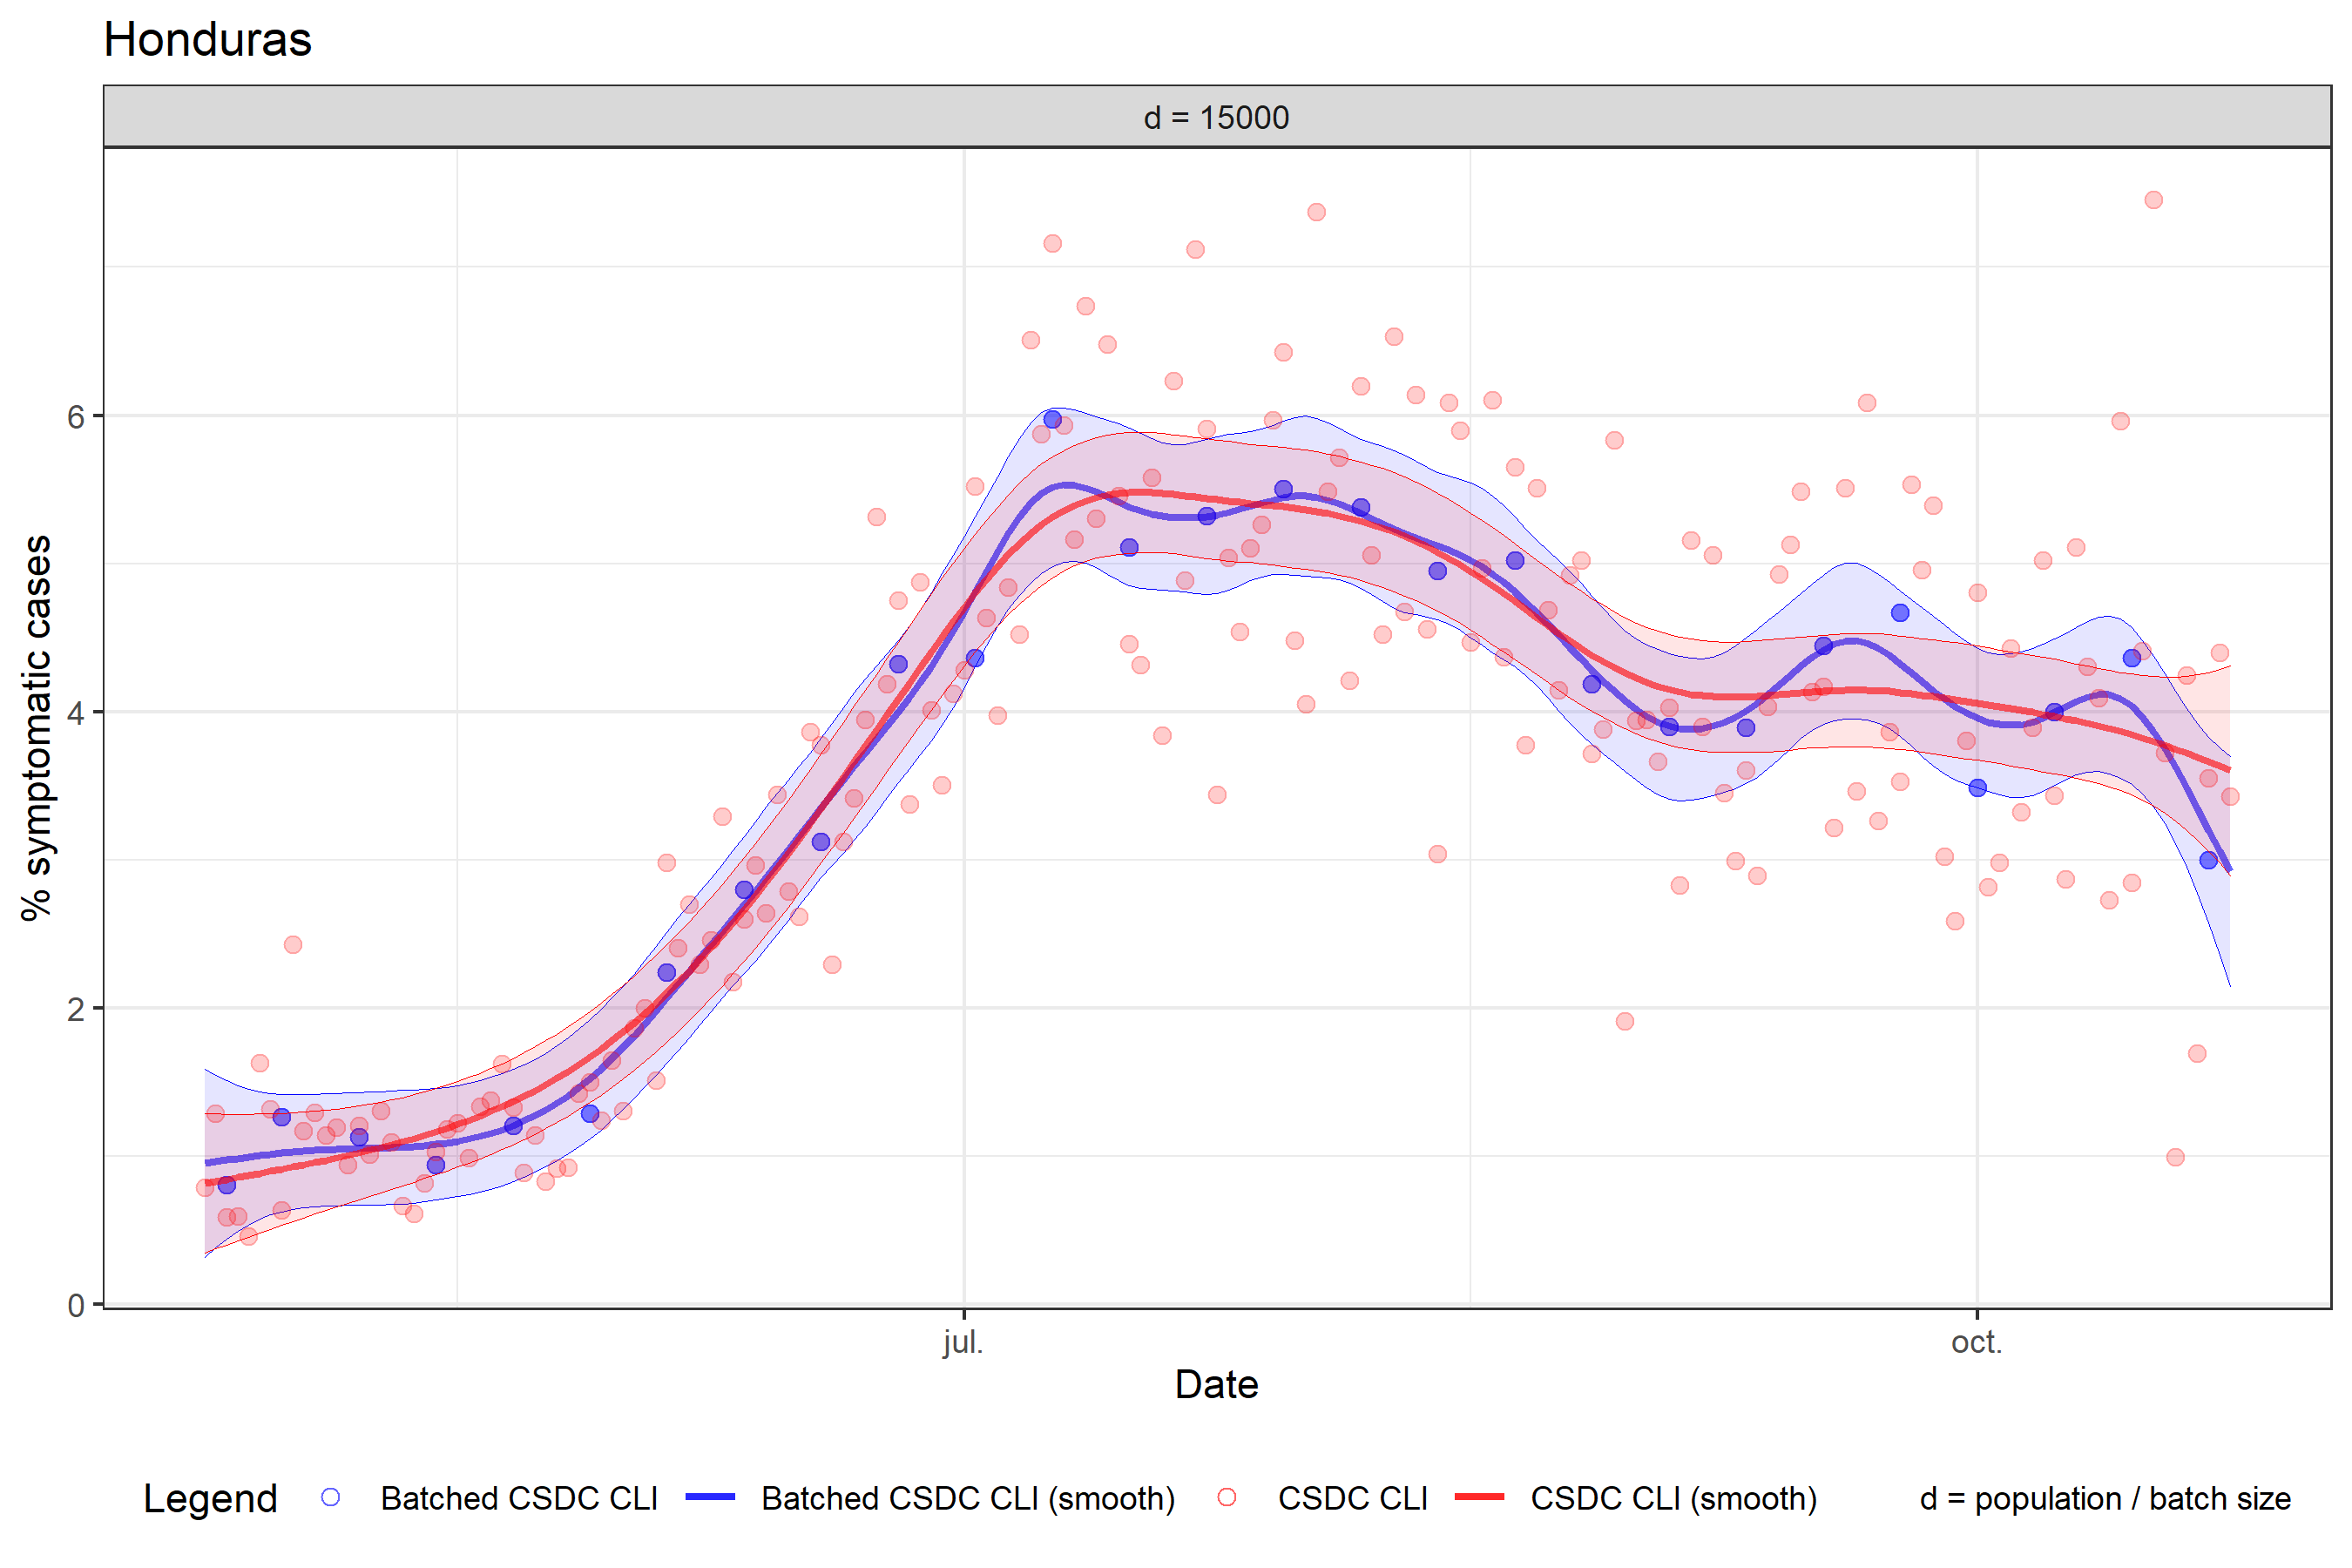 Honduras
d = 15000
% symptomatic cases
6
4
2
0
jul.
oct.
Date
Legend
Batched CSDC CLI
Batched CSDC CLI (smooth)
CSDC CLI
CSDC CLI (smooth)
d = population / batch size